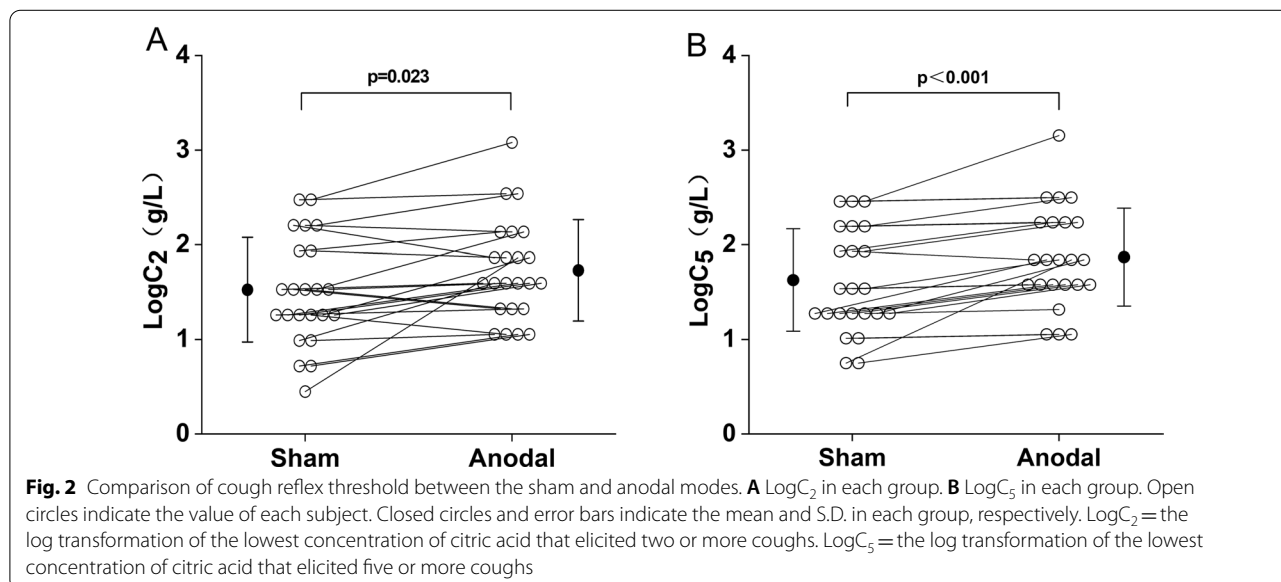 A
B
4
3
2
1
0
LogC2 (g/L)
p=0.023
Sham
Anodal
4
3
2
1
0
LogC5 (g/L)
p<0.001
Sham
Anodal
Fig. 2 Comparison of cough reflex threshold between the sham and anodal modes. A LogC2 in each group. B LogC5 in each group. Open
circles indicate the value of each subject. Closed circles and error bars indicate the mean and S.D. in each group, respectively. LogC2 = the
log transformation of the lowest concentration of citric acid that elicited two or more coughs. LogC5 = the log transformation of the lowest
concentration of citric acid that elicited five or more coughs